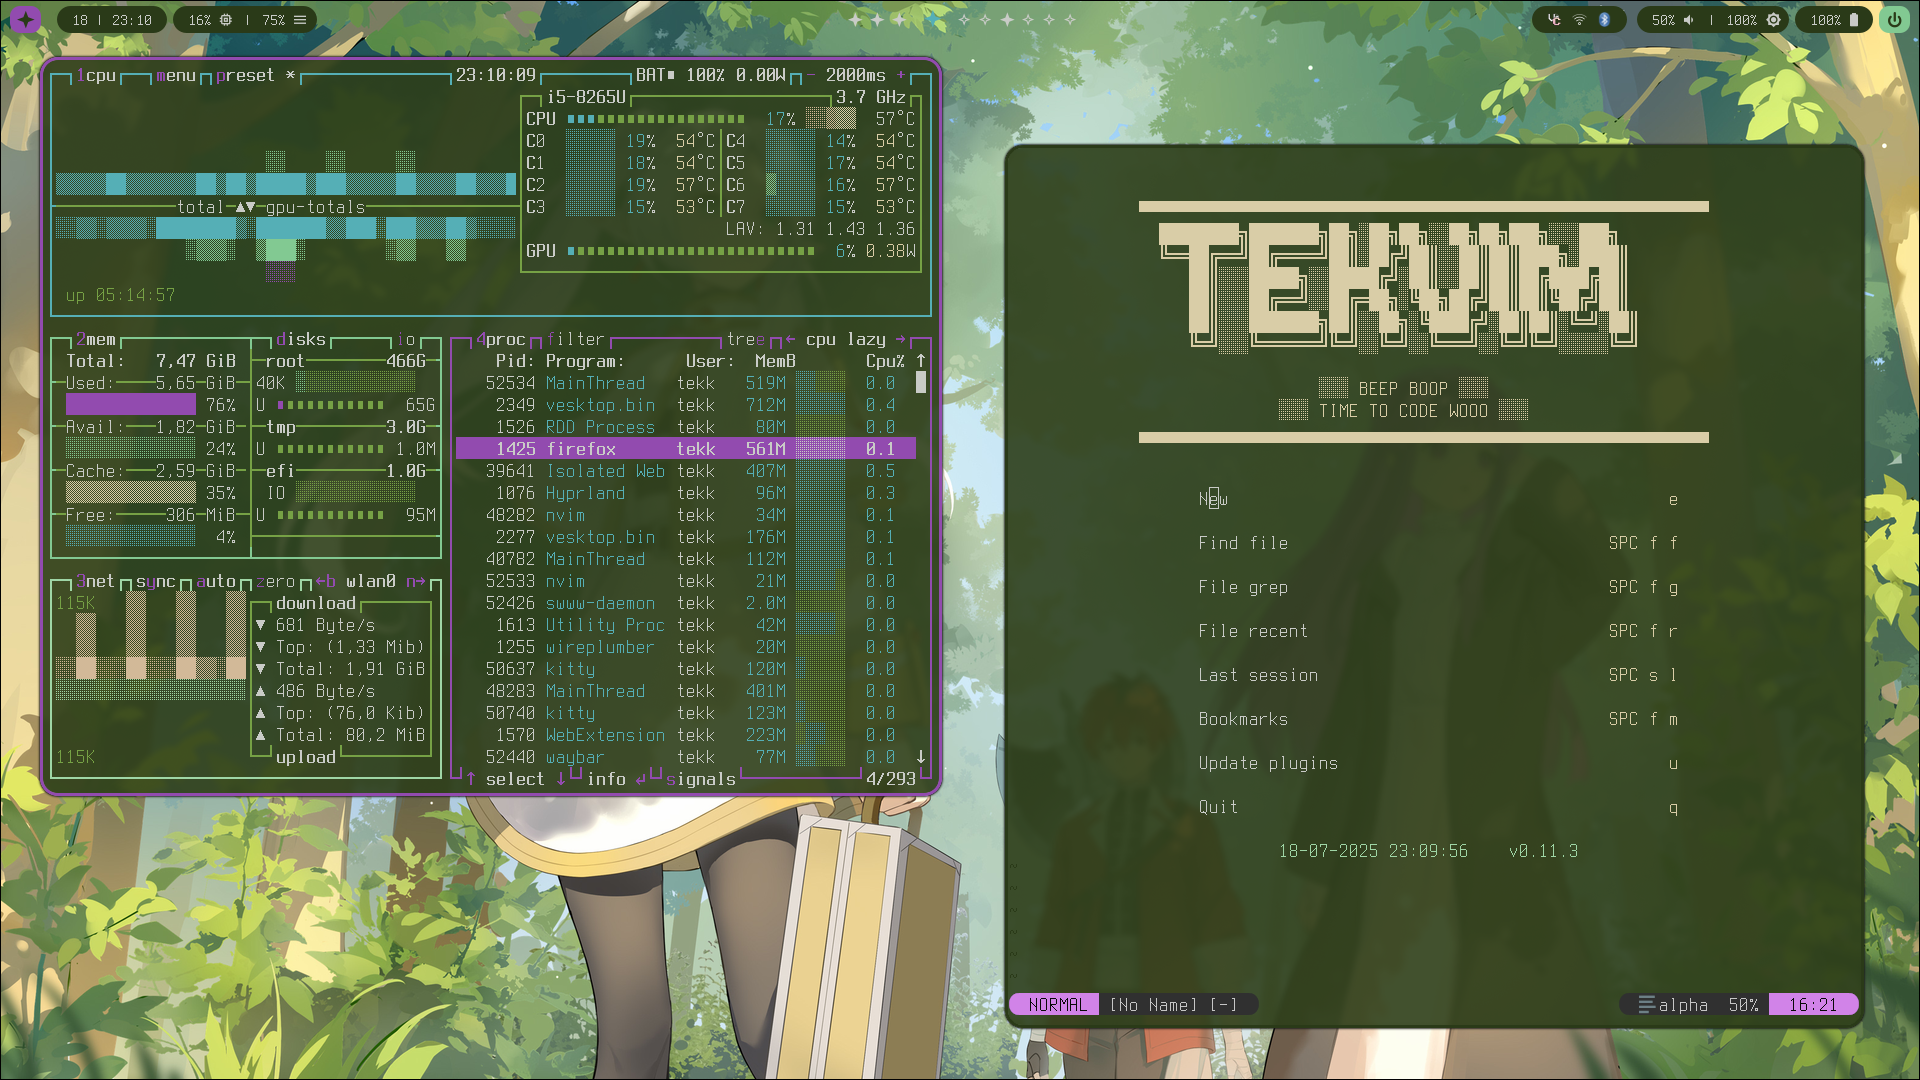 18 | 23:10
16% | 75%
50% | 100%
100%
1cpu menu preset * 23:10:09 BAT 100% 0.00W - 2000ms +
i5-8265U 3.7 GHz
CPU 17% 57°C
C0 19% 54°C C4 14% 54°C
C1 18% 54°C C5 17% 54°C
C2 19% 57°C C6 16% 57°C
C3 15% 53°C C7 15% 53°C
LAV: 1.31 1.43 1.36
GPU 6% 0.38W
total ▲▼ gpu-totals
up 05:14:57
2mem
Total: 7,47 GiB
Used: 5,65 GiB
76%
Avail: 1,82 GiB
24%
Cache: 2,59 GiB
35%
Free: 306 MiB
4%
disks io
root 466G
40K
U 65G
tmp 3.0G
U 1.0M
efi 1.0G
IO
U 95M
3net sync auto zero ←b wlan0 n→
115K
115K
download
▼ 681 Byte/s
▼ Top: (1,33 Mib)
▼ Total: 1,91 GiB
▲ 486 Byte/s
▲ Top: (76,0 Kib)
▲ Total: 80,2 MiB
upload
4proc filter tree ← cpu lazy →
Pid: Program: User: MemB Cpu% ↑
52534 MainThread tekk 519M 0.0
2349 vesktop.bin tekk 712M 0.4
1526 RDD Process tekk 80M 0.0
1425 firefox tekk 561M 0.1
39641 Isolated Web tekk 407M 0.5
1076 Hyprland tekk 96M 0.3
48282 nvim tekk 34M 0.1
2277 vesktop.bin tekk 176M 0.1
40782 MainThread tekk 112M 0.1
52533 nvim tekk 21M 0.0
52426 swww-daemon tekk 2.0M 0.0
1613 Utility Proc tekk 42M 0.0
1255 wireplumber tekk 20M 0.0
50637 kitty tekk 120M 0.0
48283 MainThread tekk 401M 0.0
50740 kitty tekk 123M 0.0
1570 WebExtension tekk 223M 0.0
52440 waybar tekk 77M 0.0 ↓
↑ select ↓ info ↵ signals 4/293
TEKVIM
BEEP BOOP
TIME TO CODE WOOO
New e
Find file SPC f f
File grep SPC f g
File recent SPC f r
Last session SPC s l
Bookmarks SPC f m
Update plugins u
Quit q
18-07-2025 23:09:56 v0.11.3
NORMAL [No Name] [-] alpha 50% 16:21